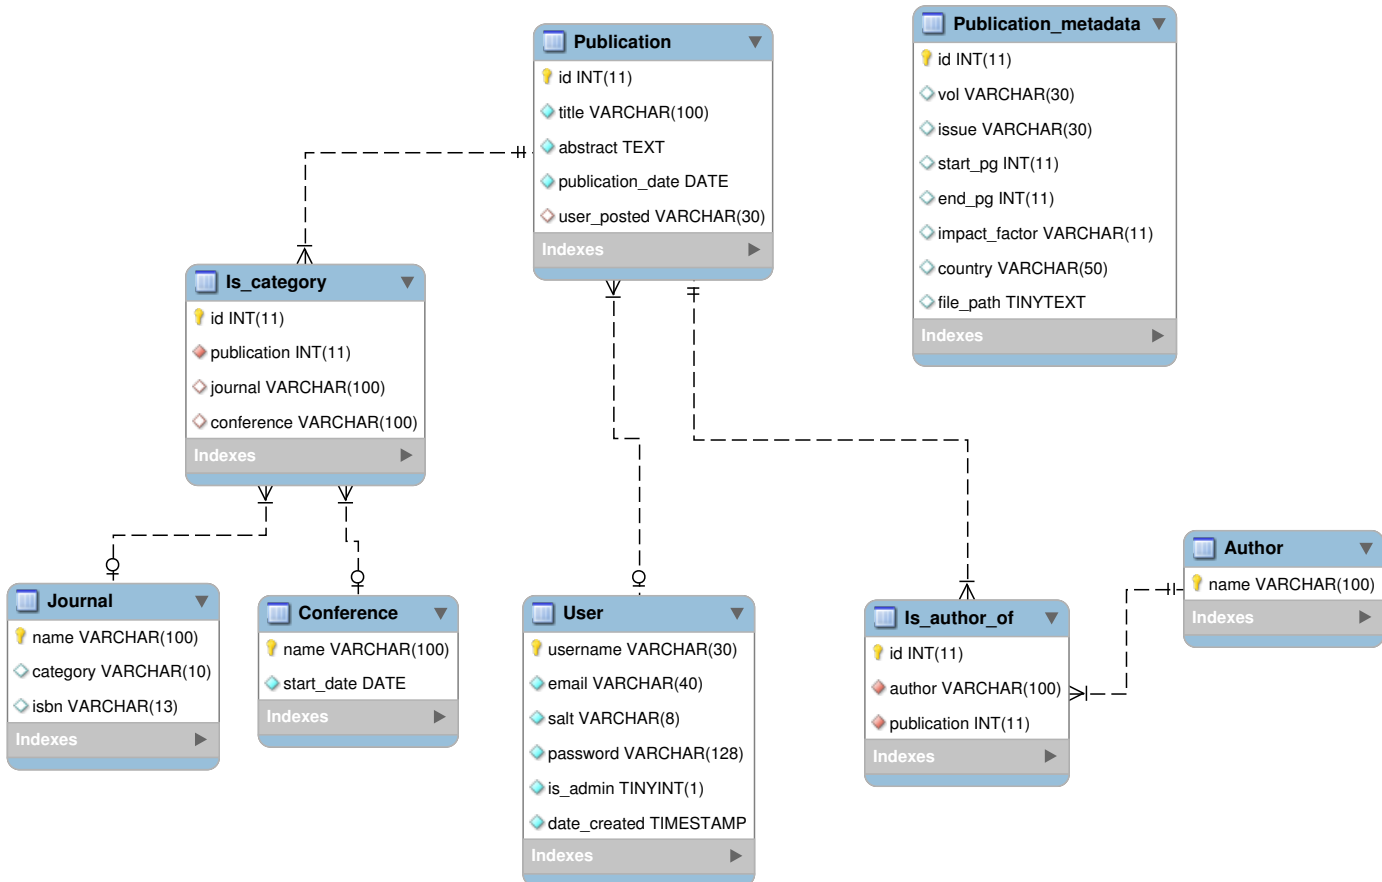 Publication
id INT(11)
title VARCHAR(100)
abstract TEXT
publication_date DATE
user_posted VARCHAR(30)
Indexes
Publication_metadata
id INT(11)
vol VARCHAR(30)
issue VARCHAR(30)
start_pg INT(11)
end_pg INT(11)
impact_factor VARCHAR(11)
country VARCHAR(50)
file_path TINYTEXT
Indexes
Is_category
id INT(11)
publication INT(11)
journal VARCHAR(100)
conference VARCHAR(100)
Indexes
Journal
name VARCHAR(100)
category VARCHAR(10)
isbn VARCHAR(13)
Indexes
Conference
name VARCHAR(100)
start_date DATE
Indexes
User
username VARCHAR(30)
email VARCHAR(40)
salt VARCHAR(8)
password VARCHAR(128)
is_admin TINYINT(1)
date_created TIMESTAMP
Indexes
Is_author_of
id INT(11)
author VARCHAR(100)
publication INT(11)
Indexes
Author
name VARCHAR(100)
Indexes